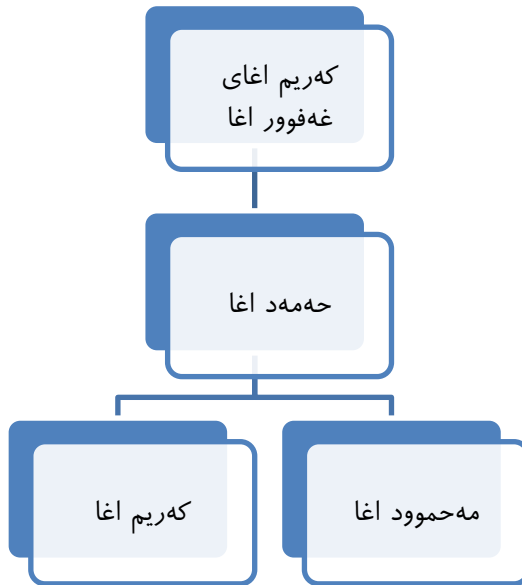 کەریم اغای
غەفوور اغا
حەمەد اغا
مەحموود اغا
کەریم اغا